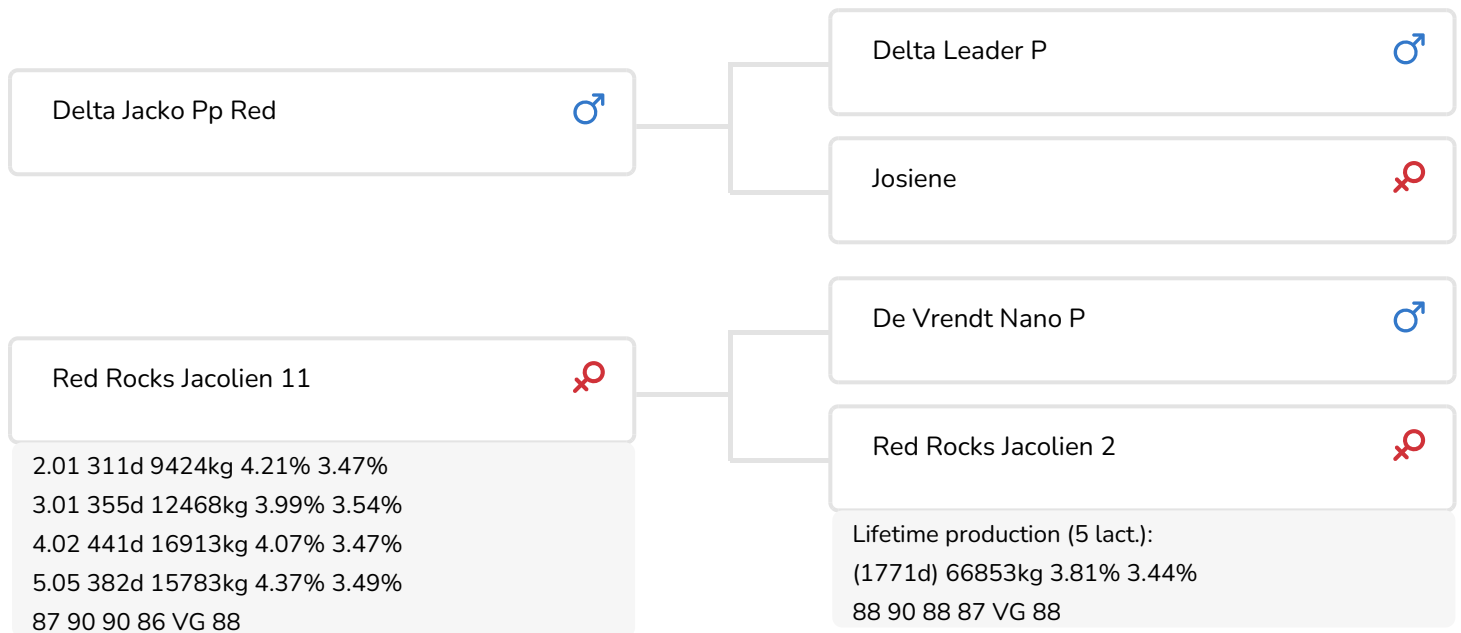 Delta Jacko Pp Red
Delta Leader P
Josiene
Red Rocks Jacolien 11
2.01 311d 9424kg 4.21% 3.47%
3.01 355d 12468kg 3.99% 3.54%
4.02 441d 16913kg 4.07% 3.47%
5.05 382d 15783kg 4.37% 3.49%
87 90 90 86 VG 88
De Vrendt Nano P
Red Rocks Jacolien 2
Lifetime production (5 lact.):
(1771d) 66853kg 3.81% 3.44%
88 90 88 87 VG 88